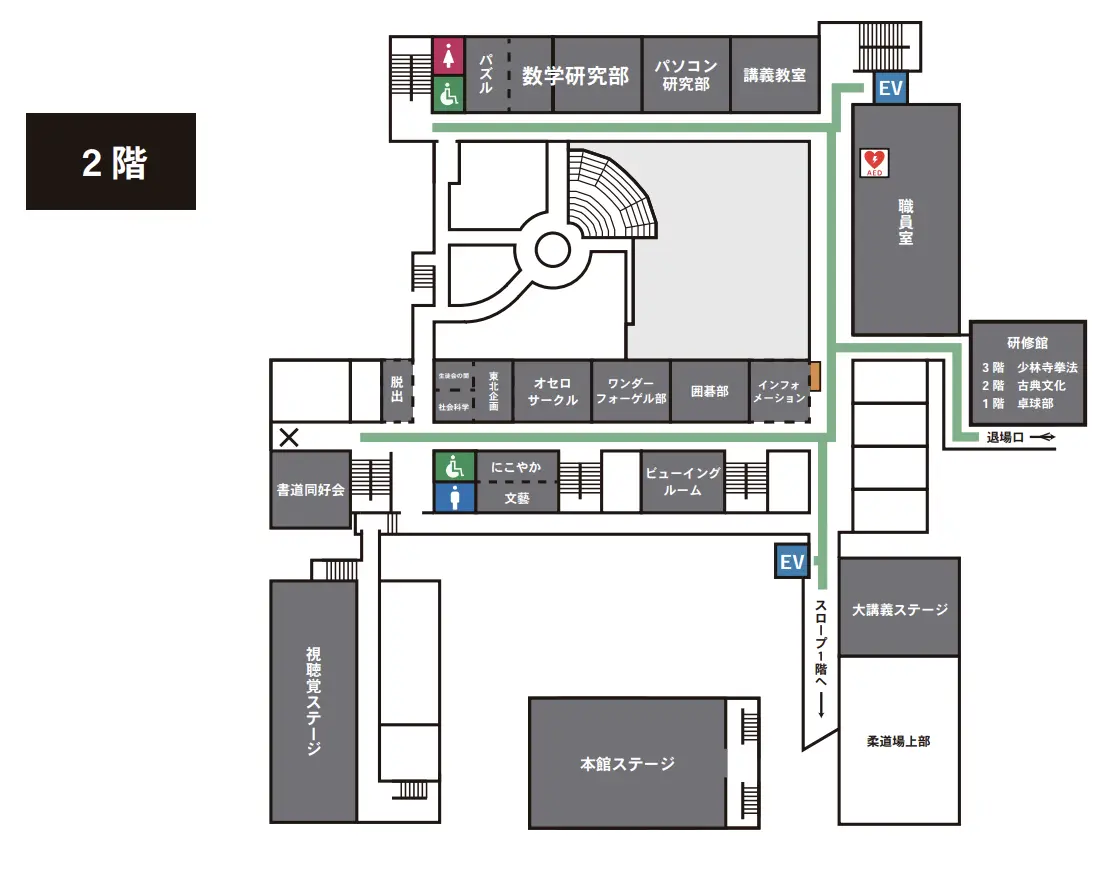 2 階
パズル
数学研究部
パソコン
研究部
講義教室
EV
AED
職員室
研修館
3 階 少林寺拳法
2 階 古典文化
1 階 卓球部
退場口
脱出
生徒会の間
社会科学
東北企画
オセロ
サークル
ワンダー
フォーゲル部
囲碁部
インフォ
メーション
書道同好会
にこやか
文藝
ビューイング
ルーム
EV
スロープ1階へ
大講義ステージ
視聴覚ステージ
本館ステージ
柔道場上部